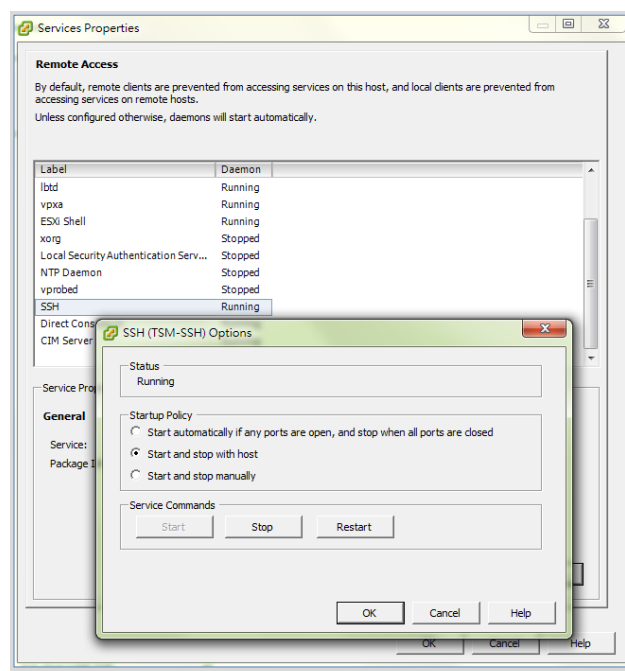 Services Properties
Remote Access
By default, remote clients are prevented from accessing services on this host, and local clients are prevented from
accessing services on remote hosts.
Unless configured otherwise, daemons will start automatically.
Label Daemon
lbtd Running
vpxa Running
ESXi Shell Running
xorg Stopped
Local Security Authentication Serv... Stopped
NTP Daemon Stopped
vprobed Stopped
SSH Running
Direct Cons
CIM Server
SSH (TSM-SSH) Options
Status
Running
Service Prop
Startup Policy
General
Start automatically if any ports are open, and stop when all ports are closed
Service:
Start and stop with host
Package I
Start and stop manually
Service Commands
Start Stop Restart
OK Cancel Help
OK Cancel Help